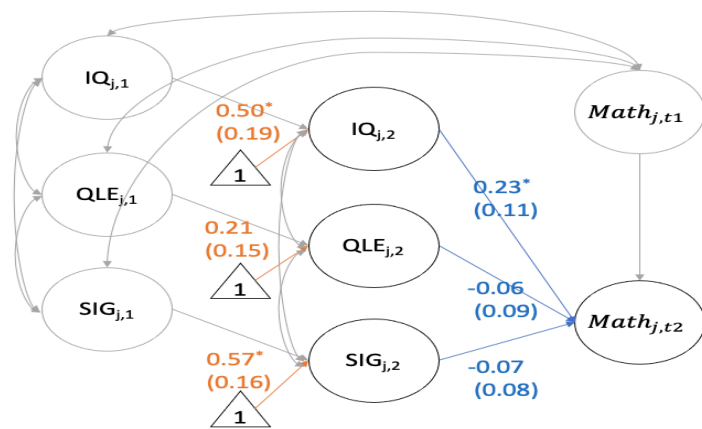 IQj,1
Mathj,t1
0.50*
(0.19)
IQj,2
1
QLEj,1
0.23*
(0.11)
0.21
(0.15)
QLEj,2
1
-0.06
(0.09)
SIGj,1
Mathj,t2
0.57*
(0.16)
SIGj,2
-0.07
(0.08)
1